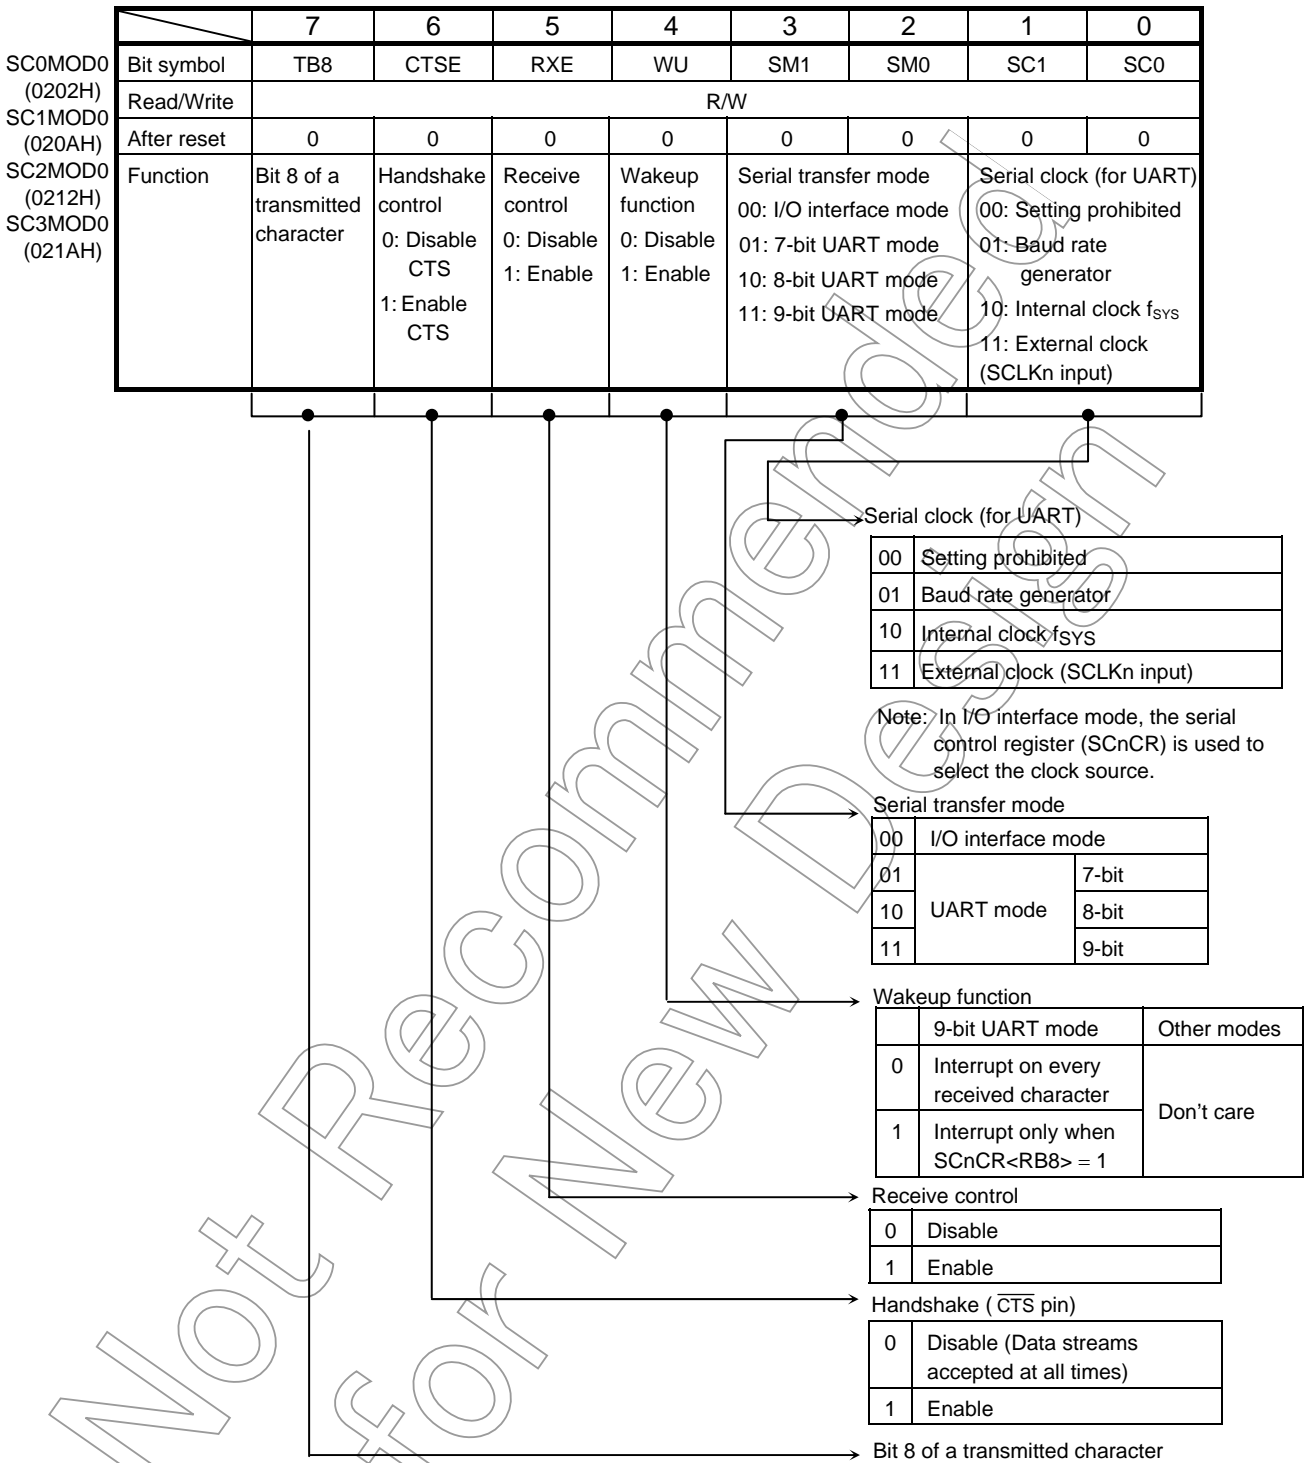 7 6 5 4 3 2 1 0
SC0MOD0
(0202H)
SC1MOD0
(020AH)
SC2MOD0
(0212H)
SC3MOD0
(021AH)
Bit symbol TB8 CTSE RXE WU SM1 SM0 SC1 SC0
Read/Write R/W
After reset 0 0 0 0 0 0 0 0
Function
Bit 8 of a
transmitted
character
Handshake
control
0: Disable
CTS
1: Enable
CTS
Receive
control
0: Disable
1: Enable
Wakeup
function
0: Disable
1: Enable
Serial transfer mode
00: I/O interface mode
01: 7-bit UART mode
10: 8-bit UART mode
11: 9-bit UART mode
Serial clock (for UART)
00: Setting prohibited
01: Baud rate
generator
10: Internal clock fSYS
11: External clock
(SCLKn input)
Serial clock (for UART)
00 Setting prohibited
01 Baud rate generator
10 Internal clock fSYS
11 External clock (SCLKn input)
Note: In I/O interface mode, the serial
control register (SCnCR) is used to
select the clock source.
Serial transfer mode
00 I/O interface mode
01 7-bit
10 UART mode 8-bit
11 9-bit
Wakeup function
9-bit UART mode Other modes
0 Interrupt on every
received character
Don't care
1 Interrupt only when
SCnCR<RB8> = 1
Receive control
0 Disable
1 Enable
Handshake ( CTS pin)
0 Disable (Data streams
accepted at all times)
1 Enable
Bit 8 of a transmitted character
Not Recommended
for New Design